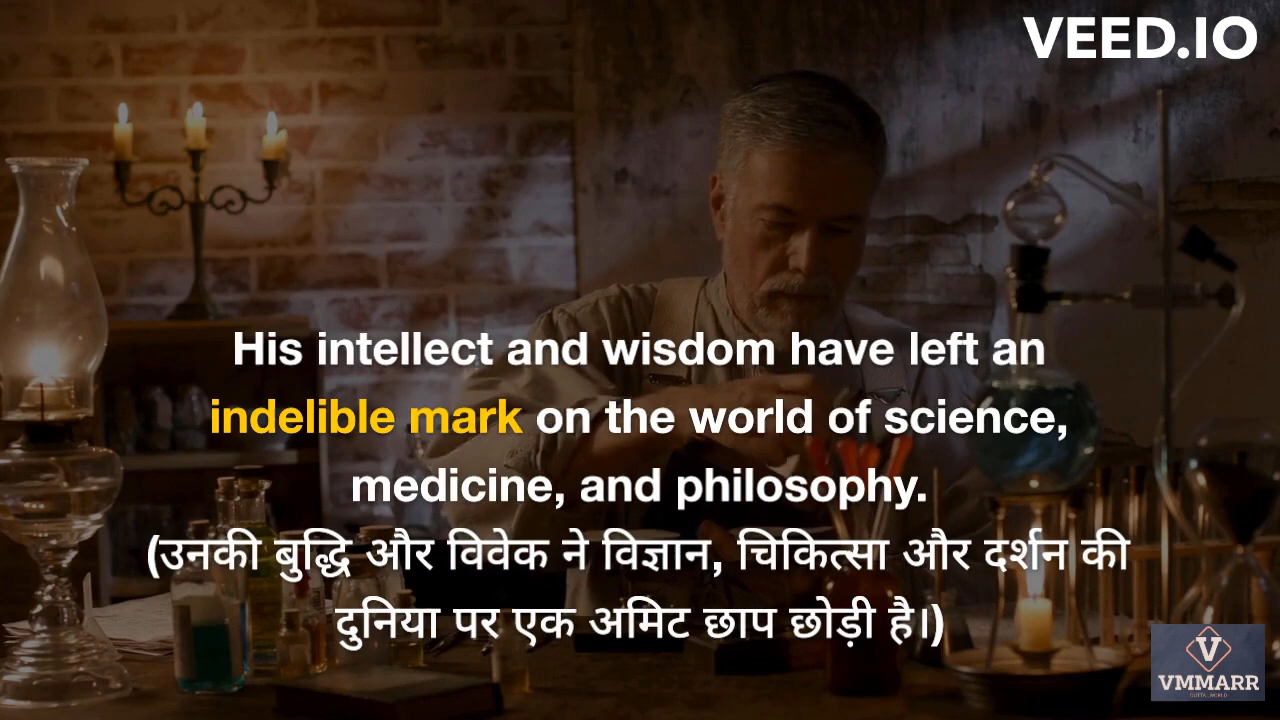 VEED.IO
His intellect and wisdom have left an
indelible mark on the world of science,
medicine, and philosophy.
(उनकी बुद्धि और विवेक ने विज्ञान, चिकित्सा और दर्शन की
दुनिया पर एक अमिट छाप छोड़ी है।)
V
VMMARR